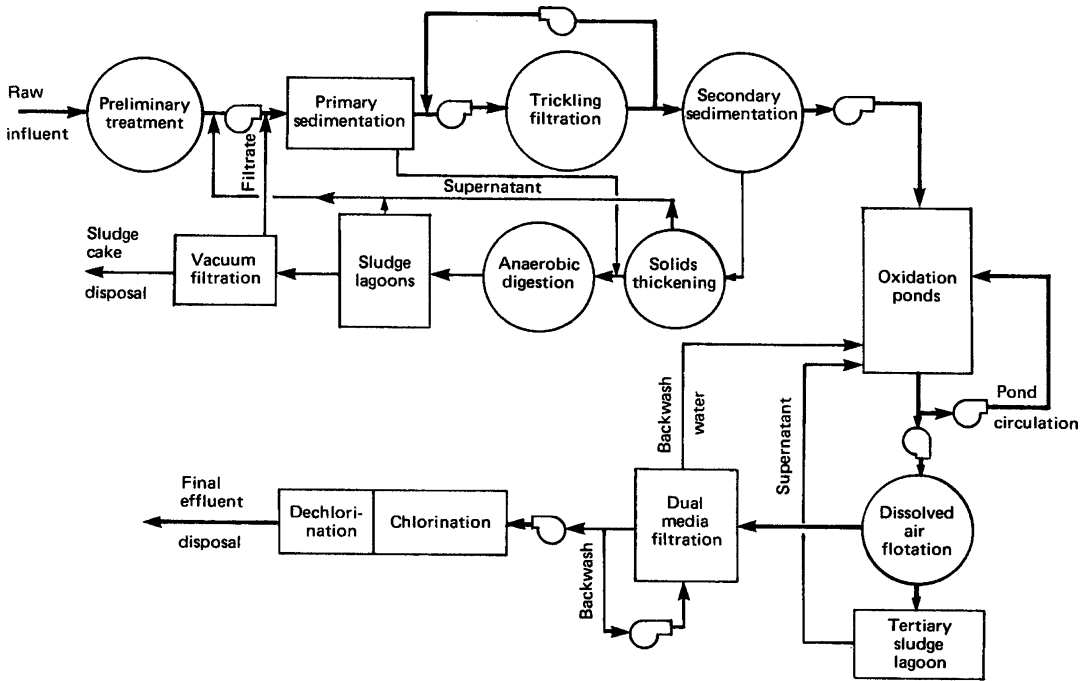 Raw
influent
Preliminary
treatment
Primary
sedimentation
Trickling
filtration
Secondary
sedimentation
Filtrate
Supernatant
Sludge
cake
disposal
Vacuum
filtration
Sludge
lagoons
Anaerobic
digestion
Solids
thickening
Oxidation
ponds
Pond
circulation
Backwash
water
Supernatant
Final
effluent
disposal
Dechlori-
nation
Chlorination
Backwash
Dual
media
filtration
Dissolved
air
flotation
Tertiary
sludge
lagoon